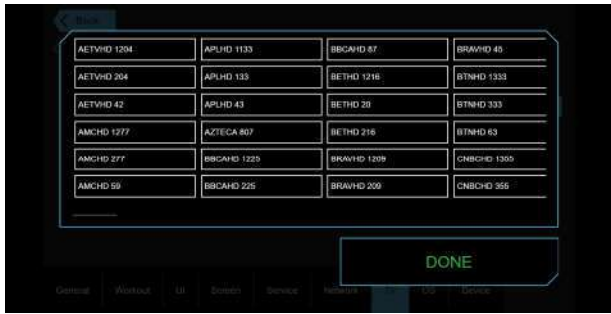 Back
AETVHD 1204 APLHD 1133 BBCAHD 87 BRAVHD 45
AETVHD 204 APLHD 133 BETHD 1216 BTNHD 1333
AETVHD 42 APLHD 43 BETHD 20 BTNHD 333
AMCHD 1277 AZTECA 807 BETHD 216 BTNHD 63
AMCHD 277 BBCAHD 1225 BRAVHD 1209 CNBCHD 1355
AMCHD 59 BBCAHD 225 BRAVHD 209 CNBCHD 355
DONE
General Workout UI Screen Service Network OS Device